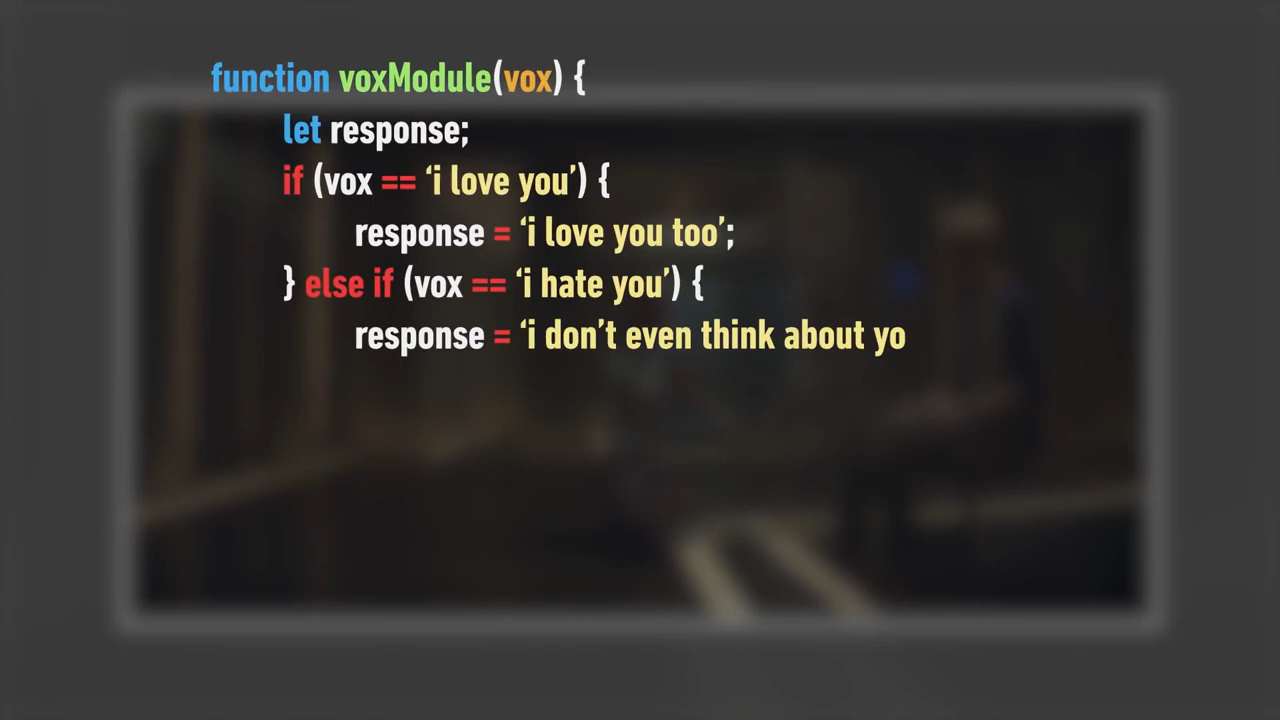 function voxModule(vox) {
let response;
if (vox == ‘i love you’) {
response = ‘i love you too’;
} else if (vox == ‘i hate you’) {
response = ‘i don’t even think about yo